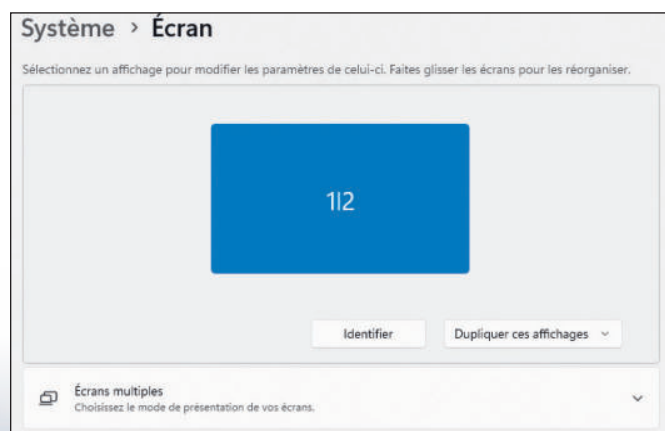 Système > Écran
Sélectionnez un affichage pour modifier les paramètres de celui-ci. Faites glisser les écrans pour les réorganiser.
1|2
Identifier
Dupliquer ces affichages
Écrans multiples
Choisissez le mode de présentation de vos écrans.